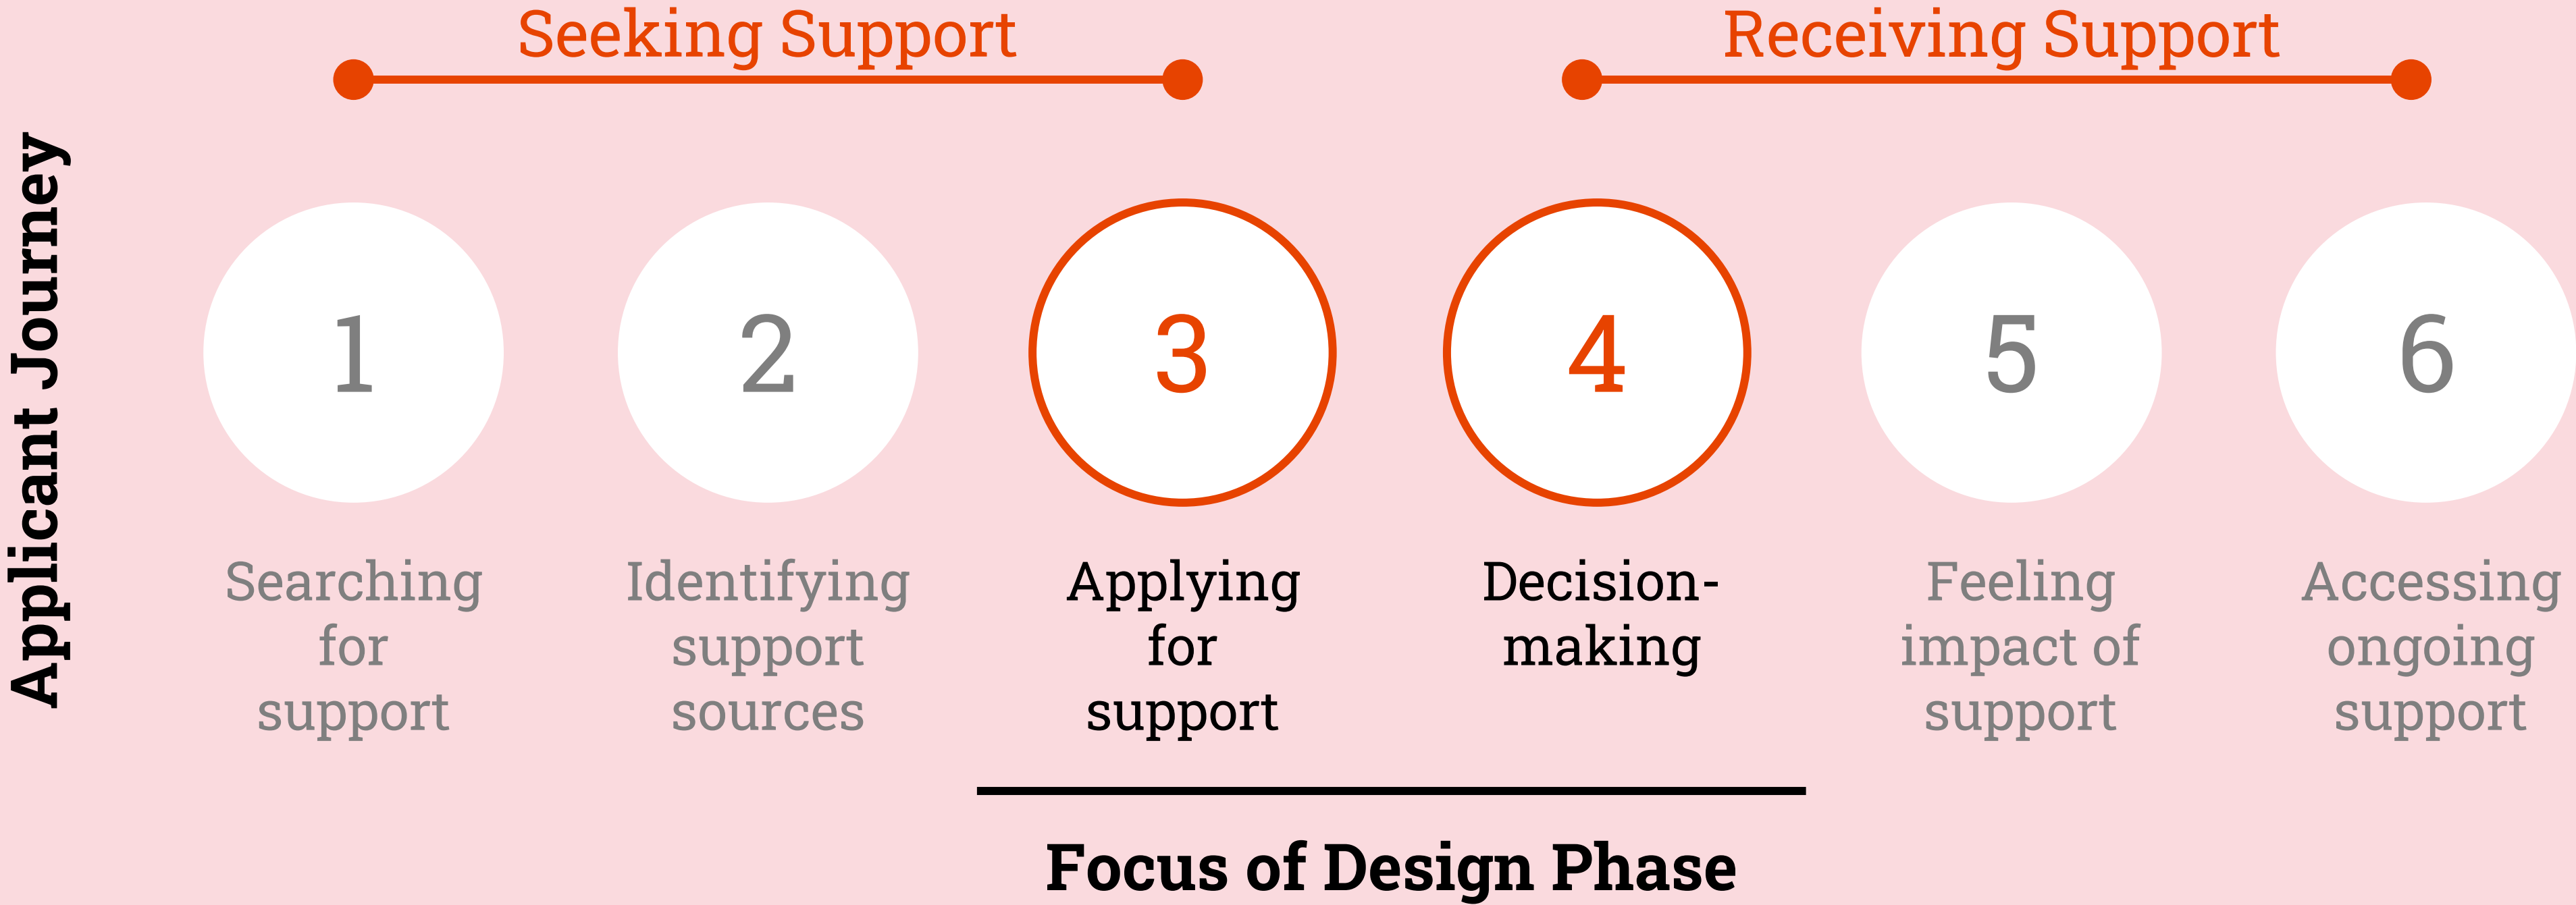 Seeking Support
Receiving Support
Applicant Journey
1
2
3
4
5
6
Searching
for
support
Identifying
support
sources
Applying
for
support
Decision-
making
Feeling
impact of
support
Accessing
ongoing
support
Focus of Design Phase